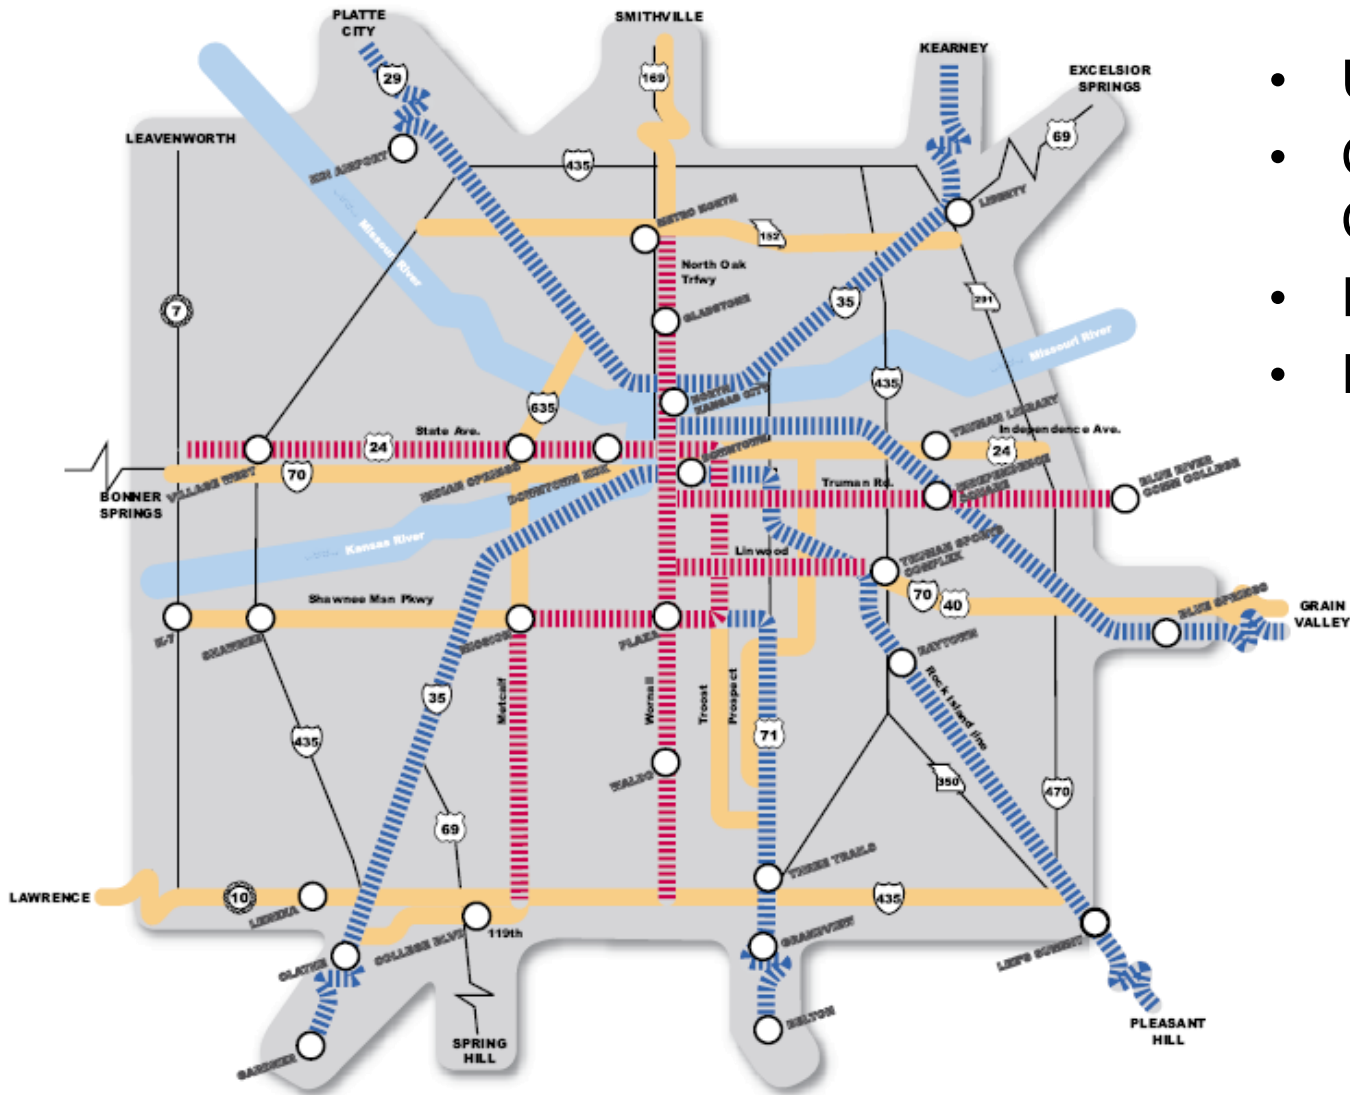 PLATTE
CITY
SMITHVILLE
KEARNEY
EXCELSIOR
SPRINGS
29
169
69
LEAVENWORTH
435
KCI AIRPORT
LIBERTY
METRO NORTH
152
Missouri River
North Oak
Trfwy
291
7
GLADSTONE
35
Missouri River
435
NORTH
KANSAS CITY
635
TRUMAN LIBRARY
State Ave.
Independence Ave.
24
24
DOWNTOWN
70
VILLAGE WEST
INDIAN SPRINGS
DOWNTOWN KCK
BONNER
SPRINGS
Truman Rd.
INDEPENDENCE
SQUARE
BLUE RIVER
COMM COLLEGE
Kansas River
Linwood
TRUMAN SPORTS
COMPLEX
70
40
Shawnee Msn Pkwy
BLUE SPRINGS
GRAIN
VALLEY
K-7
SHAWNEE
MISSION
PLAZA
RAYTOWN
Rock Island line
35
Metcalf
Wornall
Troost
Prospect
71
435
WALDO
350
470
69
THREE TRAILS
LAWRENCE
10
LENEXA
435
COLLEGE BLVD
119th
GRANDVIEW
OLATHE
LEE'S SUMMIT
BELTON
PLEASANT
HILL
SPRING
HILL
GARDNER
•
•
•
•